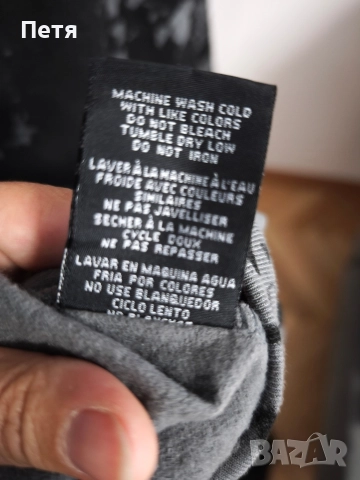 Петя
MACHINE WASH COLD
WITH LIKE COLORS
DO NOT BLEACH
TUMBLE DRY LOW
DO NOT IRON
LAVER À LA MACHINE À L'EAU
FROIDE AVEC COULEURS
SIMILAIRES
NE PAS JAVELLISER
SECHER À LA MACHINE
CYCLE DOUX
NE PAS REPASSER
LAVAR EN MAQUINA AGUA
FRIA POR COLORES
NO USE BLANQUEDOR
CICLO LENTO
NO
BAZAR